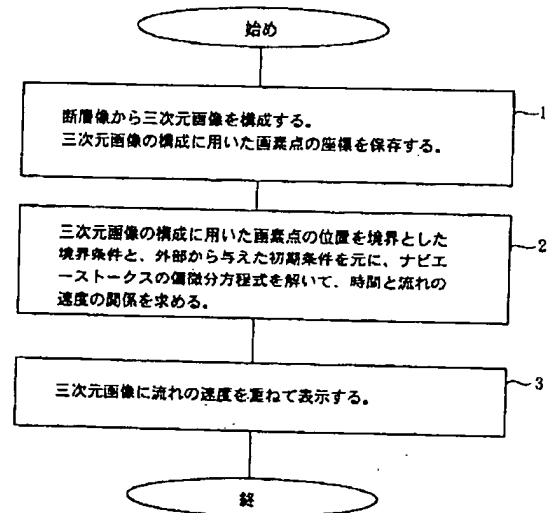 始め
断層像から三次元画像を構成する。
三次元画像の構成に用いた画素点の座標を保存する。
1
三次元画像の構成に用いた画素点の位置を境界とした
境界条件と、外部から与えた初期条件を元に、ナビエ
ーストークスの偏微分方程式を解いて、時間と流れの
速度の関係を求める。
2
三次元画像に流れの速度を重ねて表示する。
3
終